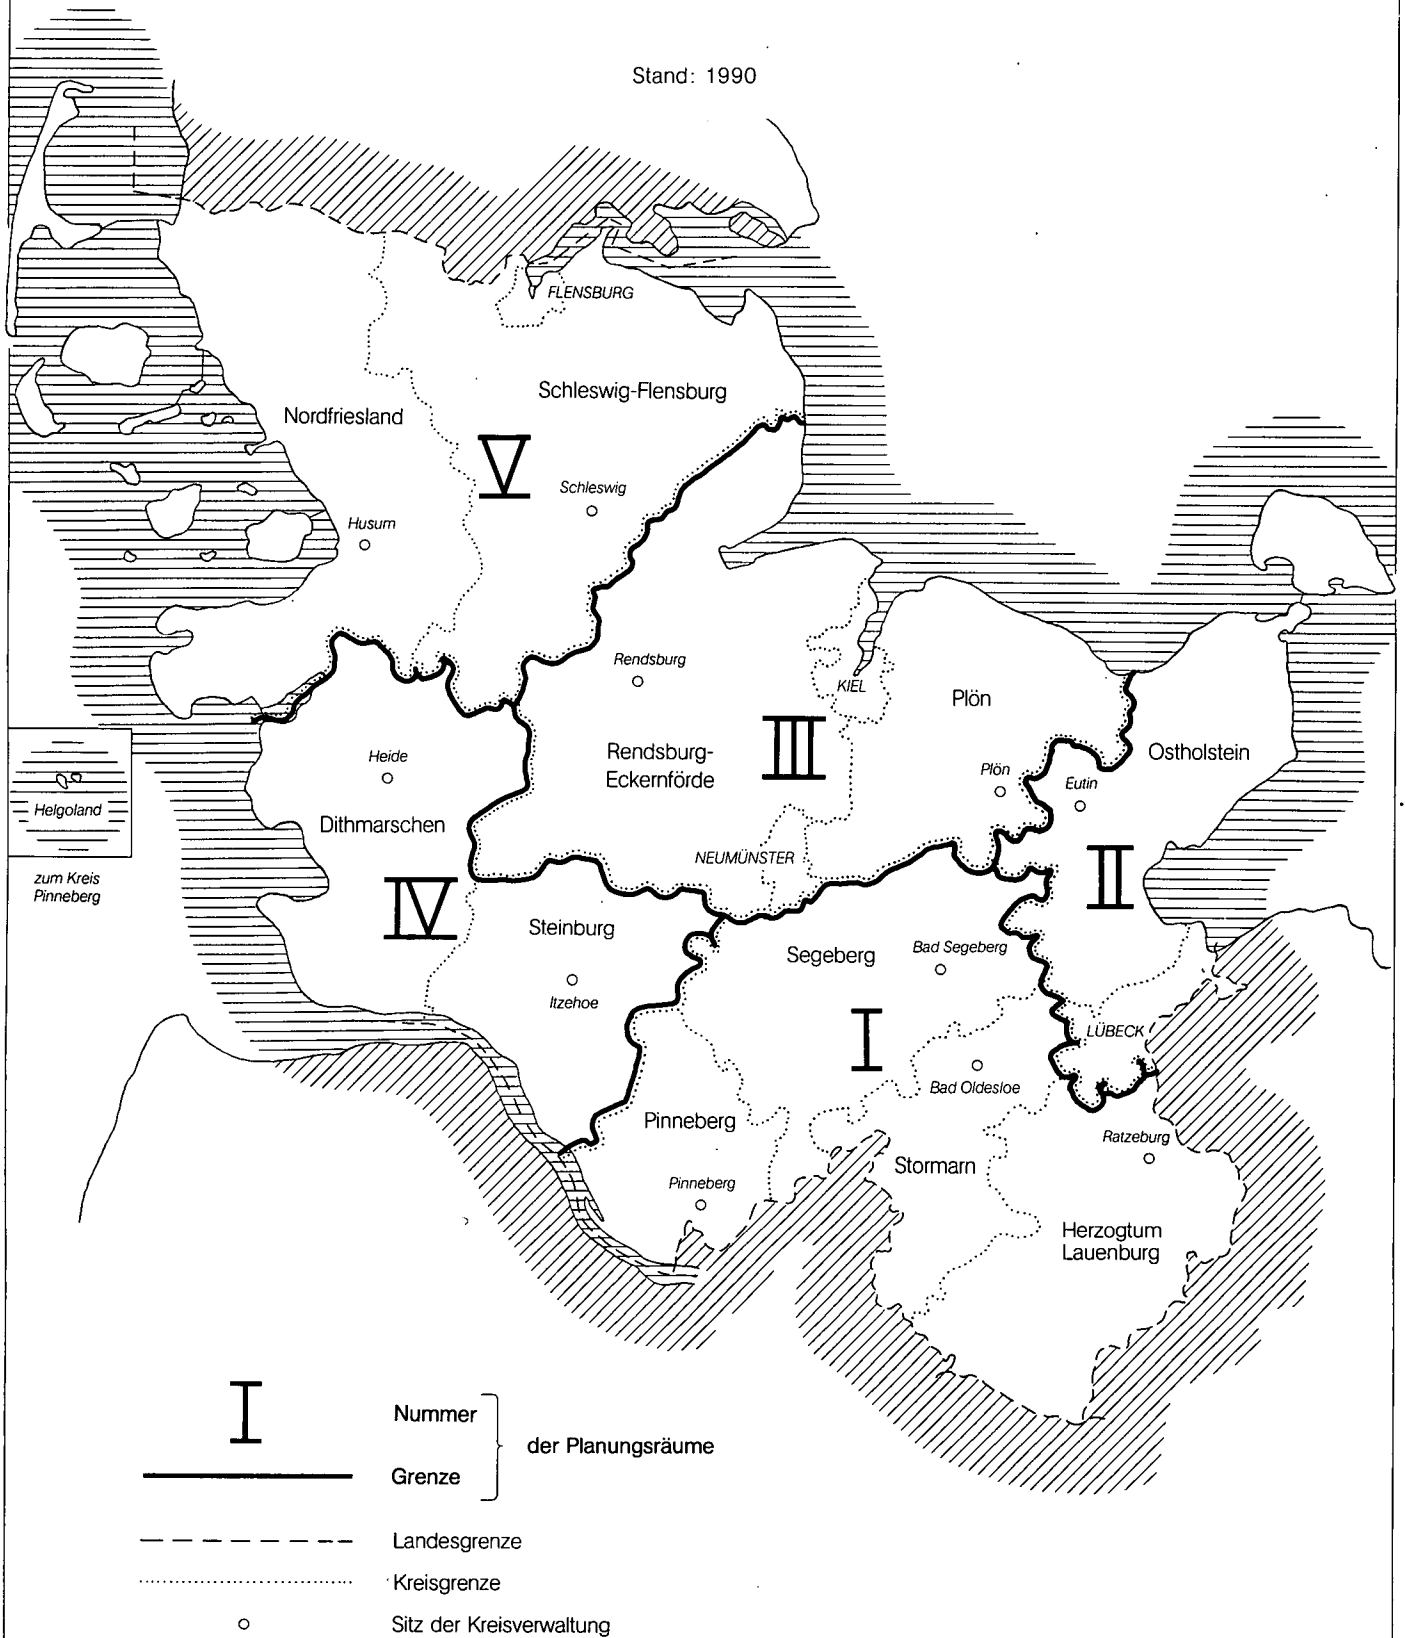 Stand: 1990
FLENSBURG
Schleswig-Flensburg
Nordfriesland
V
Schleswig
Husum
Rendsburg
KIEL
Plön
III
Rendsburg-
Eckernförde
Ostholstein
Heide
Plön
Eutin
Helgoland
Dithmarschen
NEUMÜNSTER
II
zum Kreis
Pinneberg
IV
Steinburg
Segeberg
Bad Segeberg
Itzehoe
I
LÜBECK
Bad Oldesloe
Pinneberg
Ratzeburg
Stormarn
Pinneberg
Herzogtum
Lauenburg
I
Nummer
der Planungsräume
Grenze
Landesgrenze
Kreisgrenze
Sitz der Kreisverwaltung